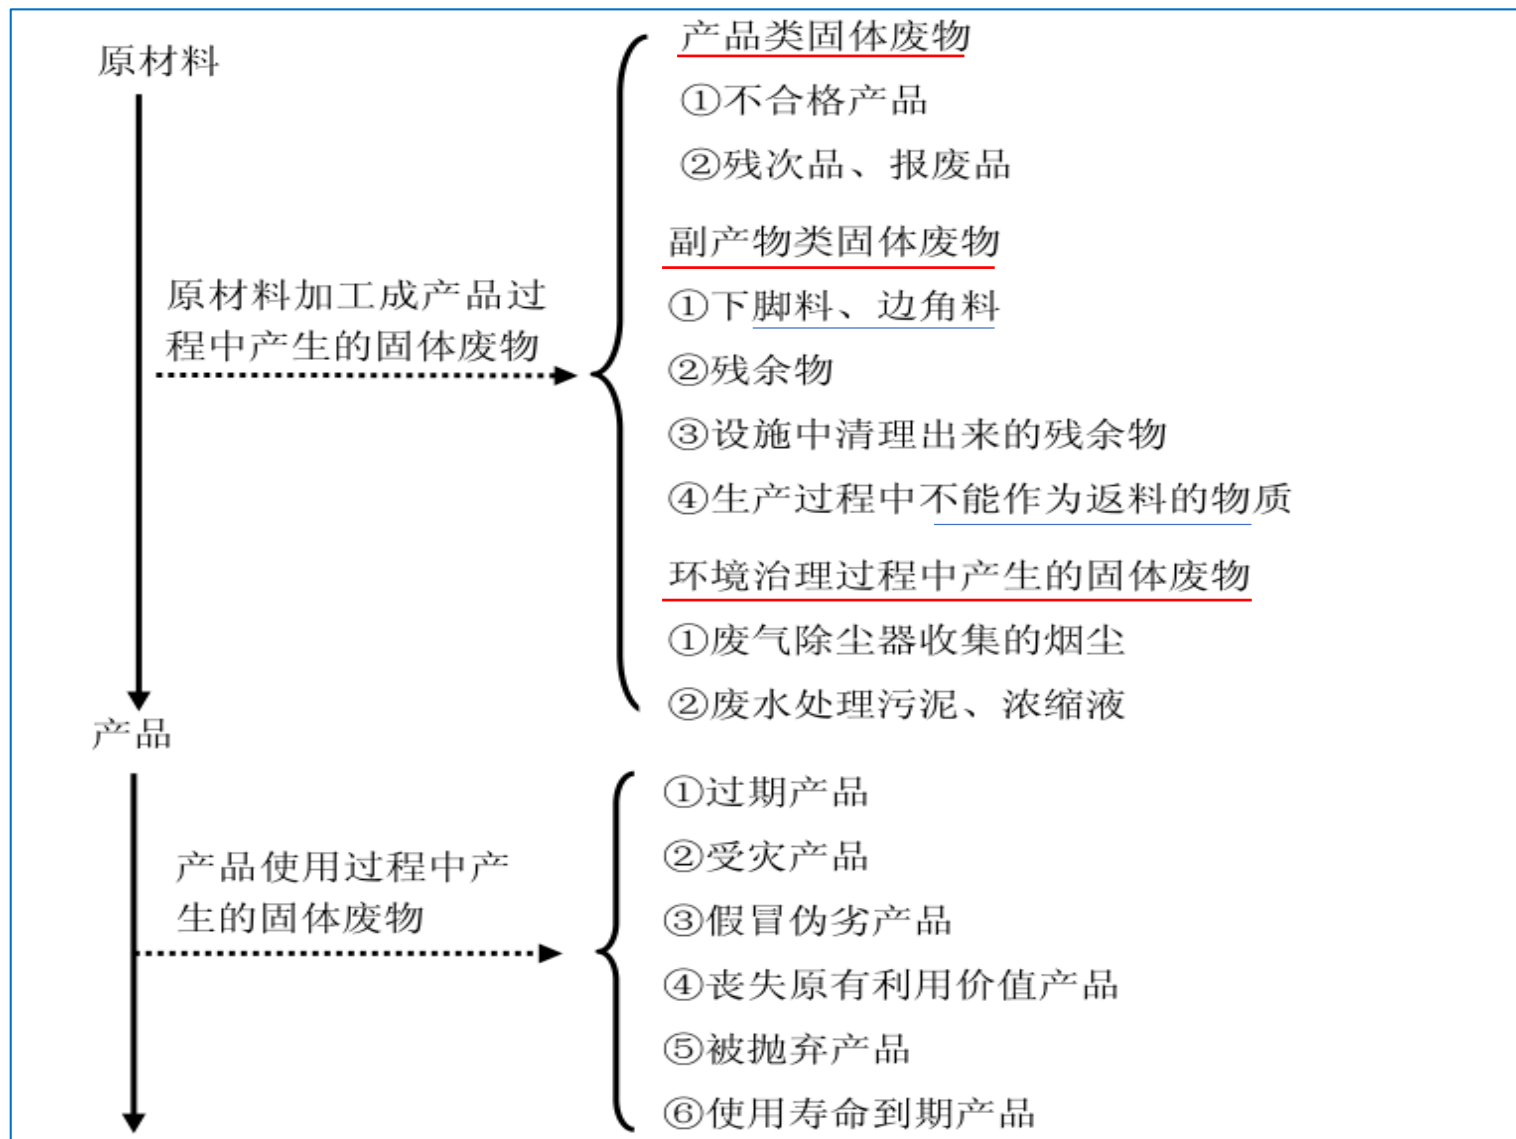 原材料
产品类固体废物
①不合格产品
②残次品、报废品
副产物类固体废物
原材料加工成产品过
程中产生的固体废物
①下脚料、边角料
②残余物
③设施中清理出来的残余物
④生产过程中不能作为返料的物质
环境治理过程中产生的固体废物
①废气除尘器收集的烟尘
②废水处理污泥、浓缩液
产品
产品使用过程中产
生的固体废物
①过期产品
②受灾产品
③假冒伪劣产品
④丧失原有利用价值产品
⑤被抛弃产品
⑥使用寿命到期产品